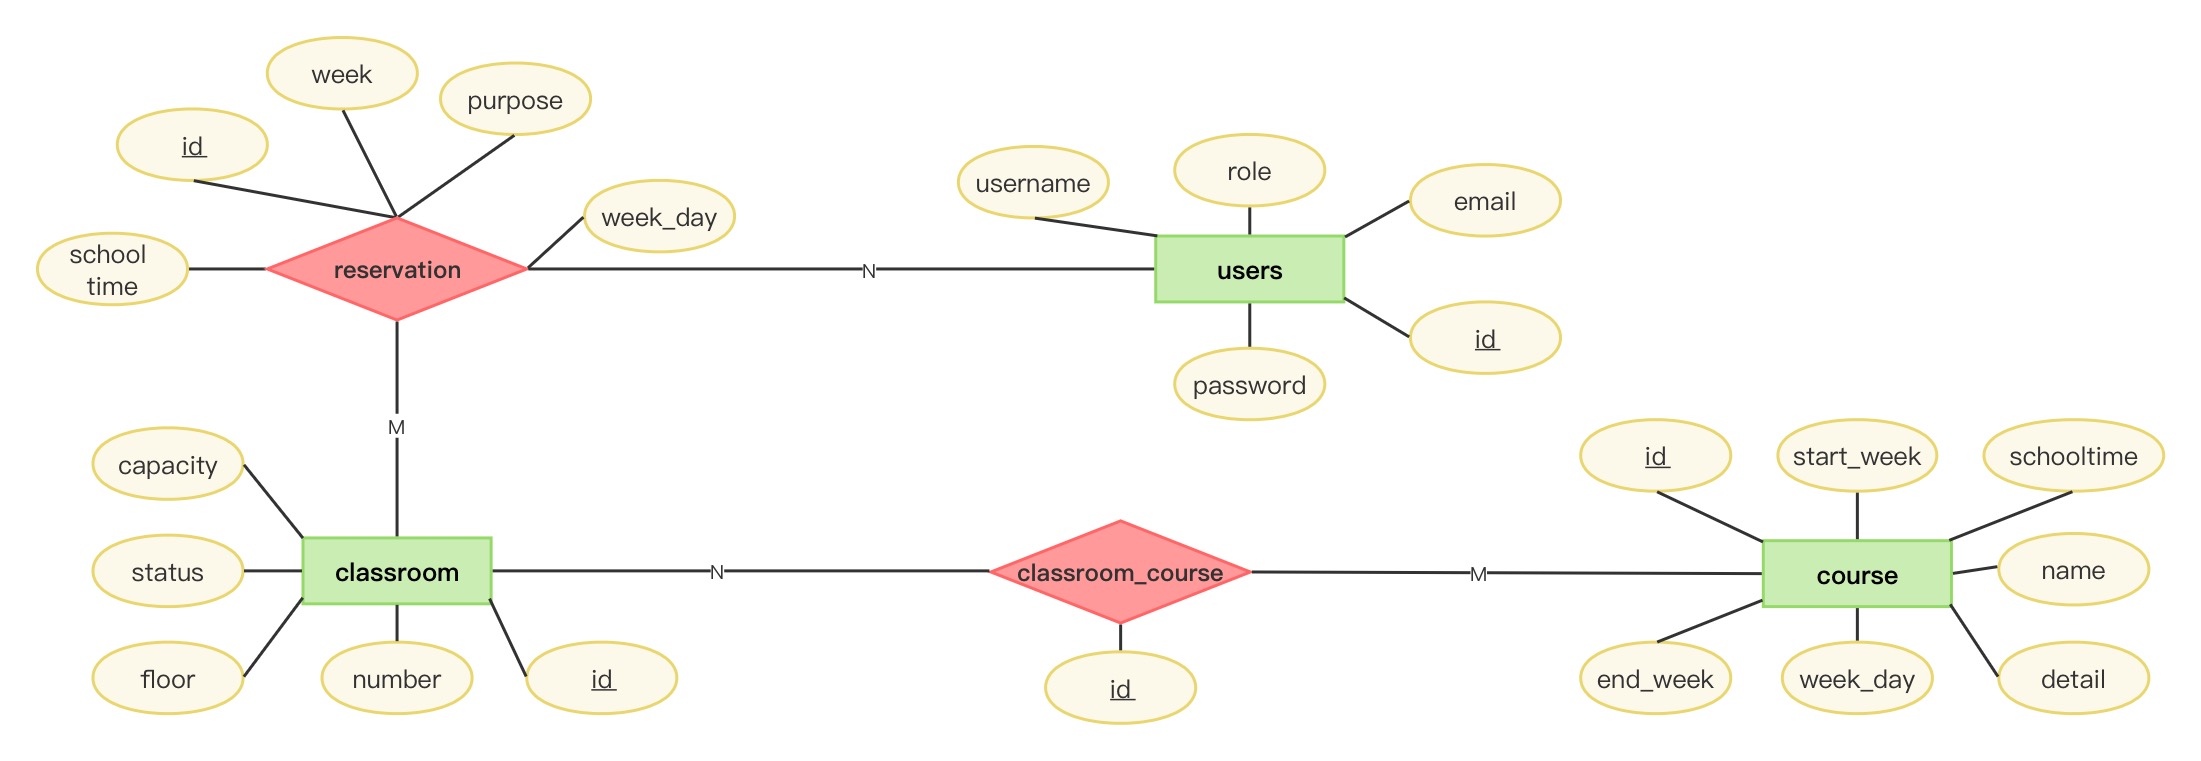 week
purpose
id
school
time
reservation
week_day
N
username
role
email
users
id
password
M
capacity
status
classroom
floor
number
id
N
classroom_course
id
M
id
start_week
schooltime
course
name
end_week
week_day
detail